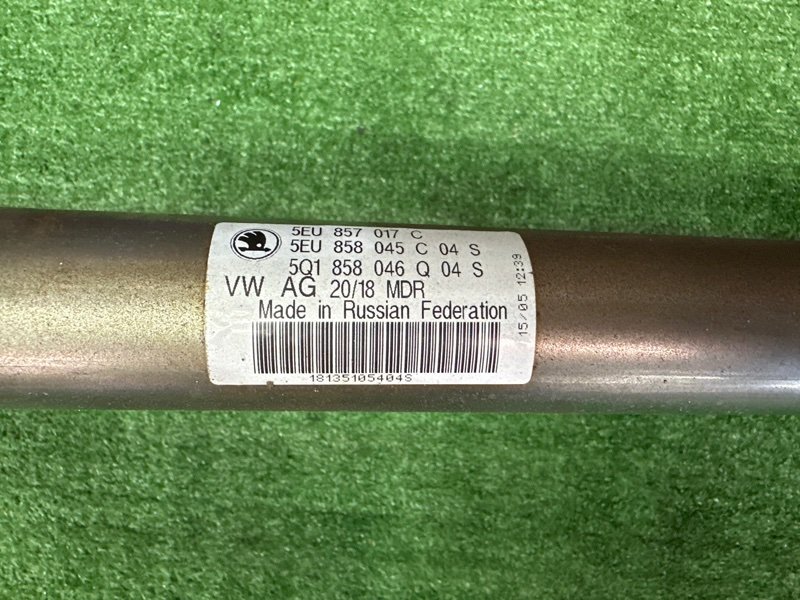 5EU 857 017 C
5EU 858 045 C 04 S
5Q1 858 046 Q 04 S
VW AG 20/18 MDR
Made in Russian Federation
18135105404S
15/05 12:39